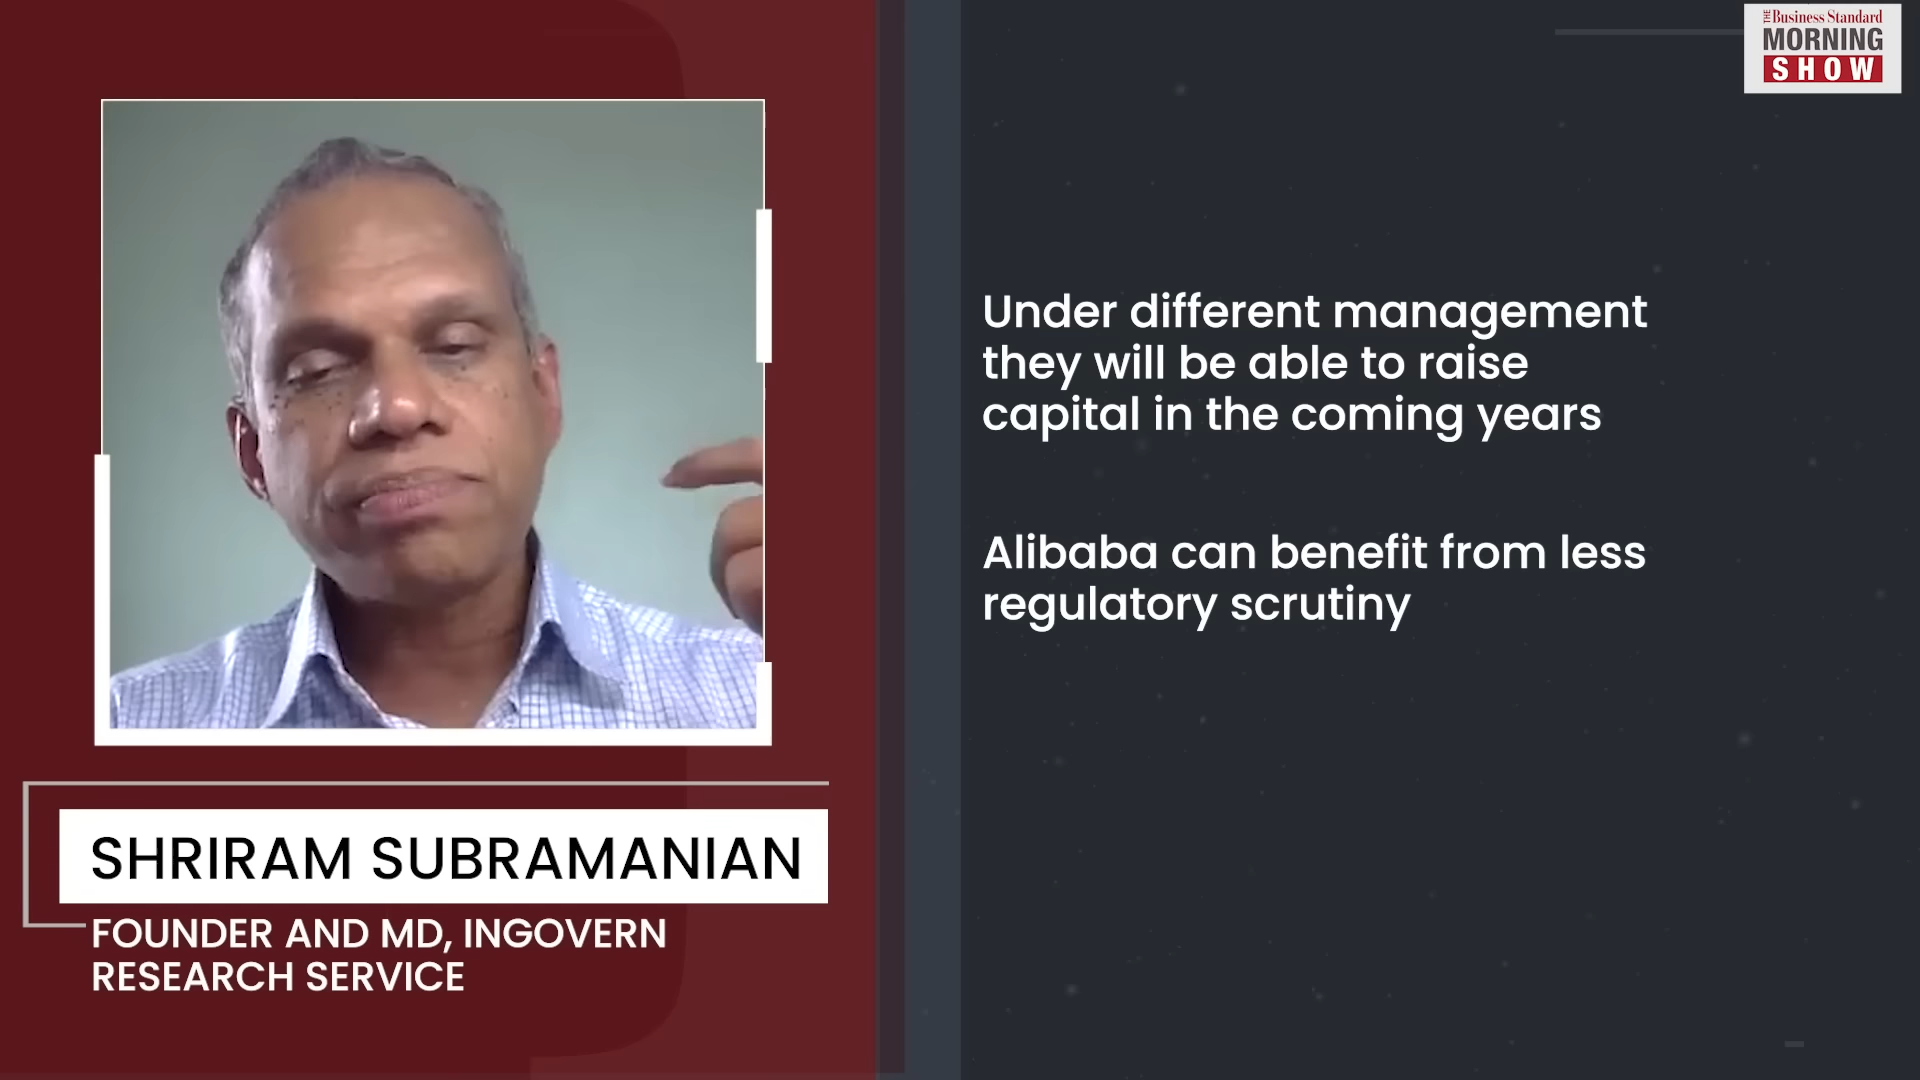 THE Business Standard
MORNING
SHOW
Under different management
they will be able to raise
capital in the coming years
Alibaba can benefit from less
regulatory scrutiny
SHRIRAM SUBRAMANIAN
FOUNDER AND MD, INGOVERN
RESEARCH SERVICE